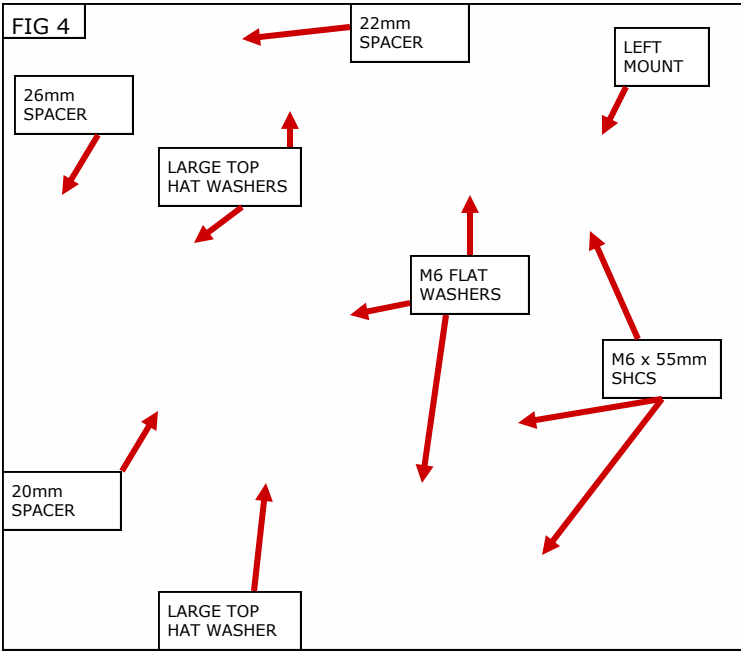 FIG 4
22mm
SPACER
LEFT
MOUNT
26mm
SPACER
LARGE TOP
HAT WASHERS
M6 FLAT
WASHERS
M6 x 55mm
SHCS
20mm
SPACER
LARGE TOP
HAT WASHER